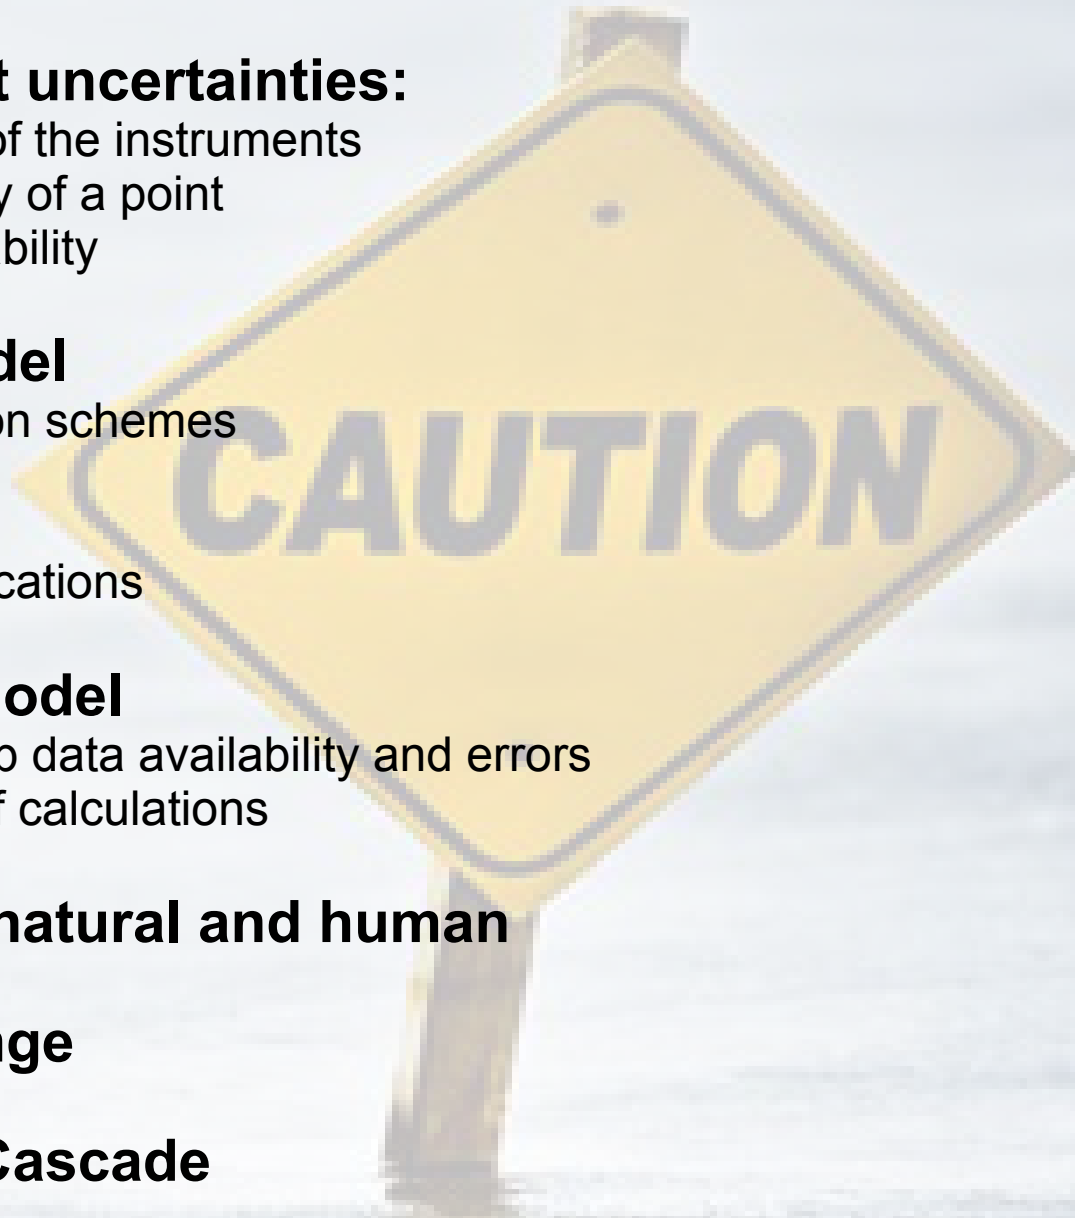 t uncertainties:
of the instruments
y of a point
bility
del
on schemes
CAUTION
cations
odel
p data availability and errors
f calculations
natural and human
nge
Cascade